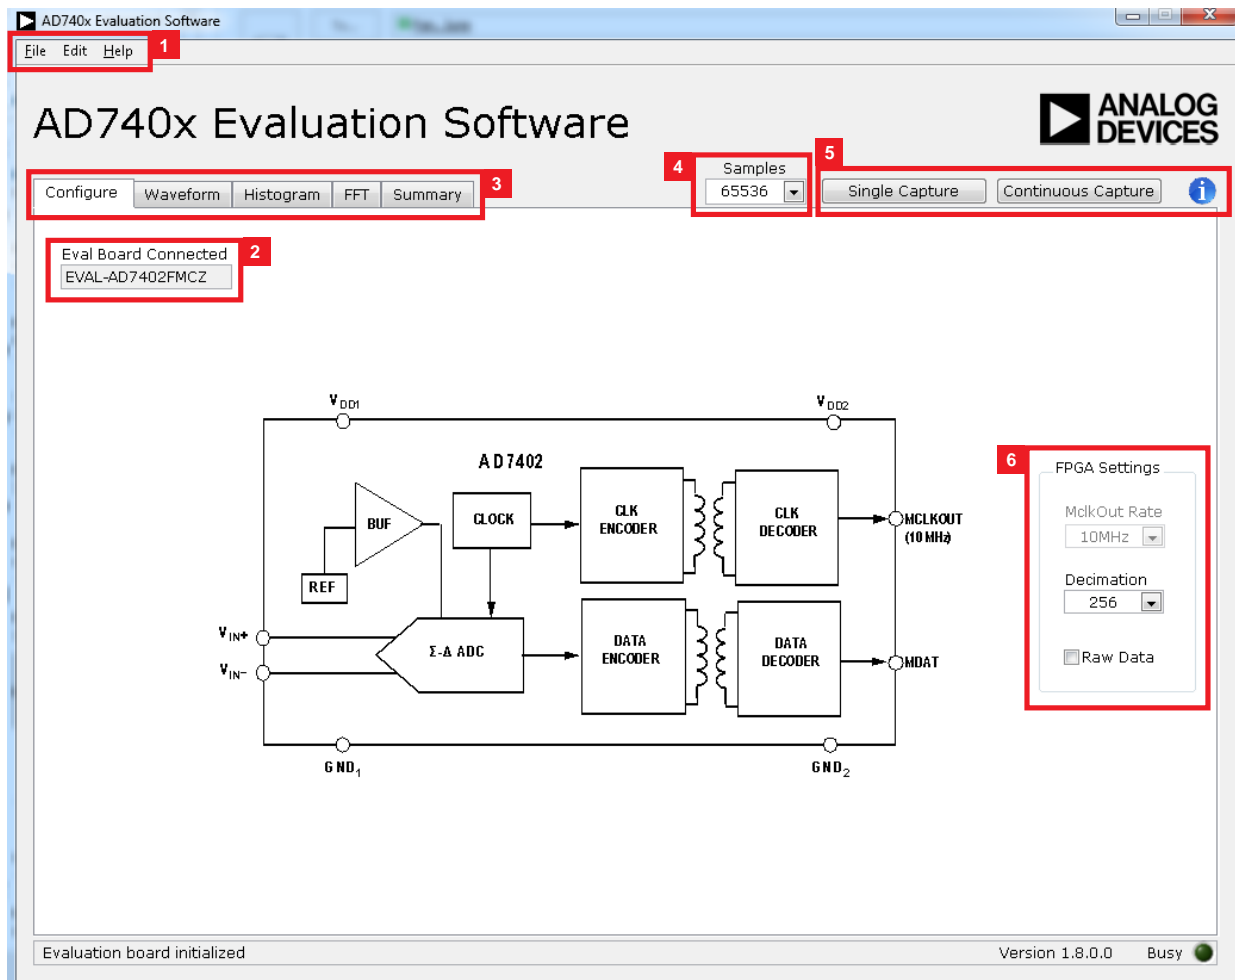 AD740x Evaluation Software
File Edit Help
1
AD740x Evaluation Software
ANALOG
DEVICES
Configure Waveform Histogram FFT Summary
3
4
Samples
65536
5
Single Capture Continuous Capture i
Eval Board Connected
2
EVAL-AD7402FMCZ
VDD1
VDD2
AD7402
BUF
REF
CLOCK
CLK
ENCODER
CLK
DECODER
MCLKOUT
(10 MHz)
VIN+
VIN−
Σ-Δ ADC
DATA
ENCODER
DATA
DECODER
MDAT
GND1
GND2
6
FPGA Settings
MclkOut Rate
10MHz
Decimation
256
Raw Data
Evaluation board initialized
Version 1.8.0.0 Busy